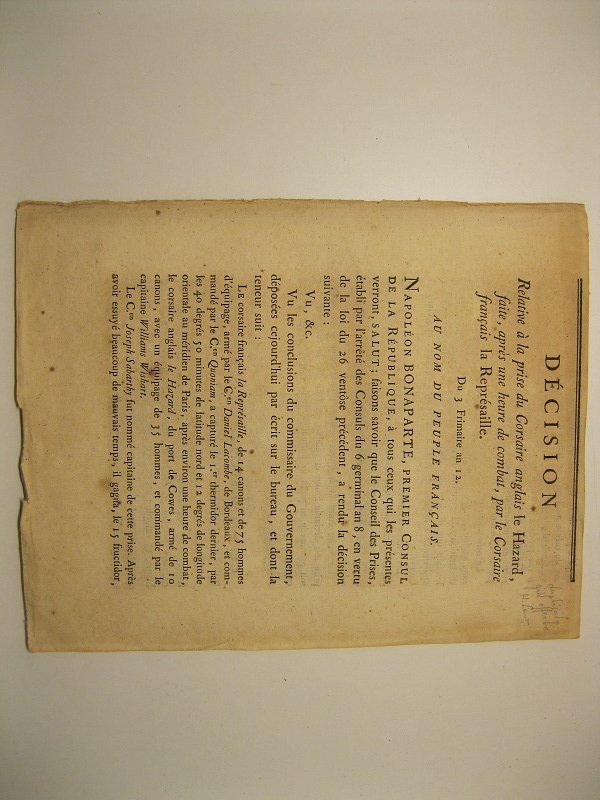 DÉCISION
Relative à la prise du Corsaire anglais le Hazard,
faite, après une heure de combat, par le Corsaire
français la Représaille.
Du 3 Frimaire an 12.
AU NOM DU PEUPLE FRANÇAIS.
NAPOLÉON BONAPARTE, PREMIER CONSUL
DE LA RÉPUBLIQUE, à tous ceux qui les présentes
verront, SALUT; faisons savoir que le Conseil des Prises,
établi par l'arrêté des Consuls du 6 germinal an 8, en vertu
de la loi du 26 ventôse précédent, a rendu la décision
suivante :
Vu, &c.
Vu les conclusions du commissaire du Gouvernement,
déposées cejourd'hui par écrit sur le bureau, et dont la
teneur suit :
LE corsaire français la Représaille, de 14 canons et de 75 hommes
d'équipage, armé par le C.en Daniel Lacombe, de Bordeaux, et com-
mandé par le C.en Quoniam, a capturé le 1.er thermidor dernier, par
les 40 degrés 50 minutes de latitude nord et 12 degrés de longitude
orientale au méridien de Paris, après environ une heure de combat,
le corsaire anglais le Hazard, du port de Cowes, armé de 10
canons, avec un équipage de 35 hommes, et commandé par le
capitaine Williams Wishart.
Le C.en Joseph Sabarthy fut nommé capitaine de cette prise. Après
avoir essuyé beaucoup de mauvais temps, il gagna, le 15 fructidor,